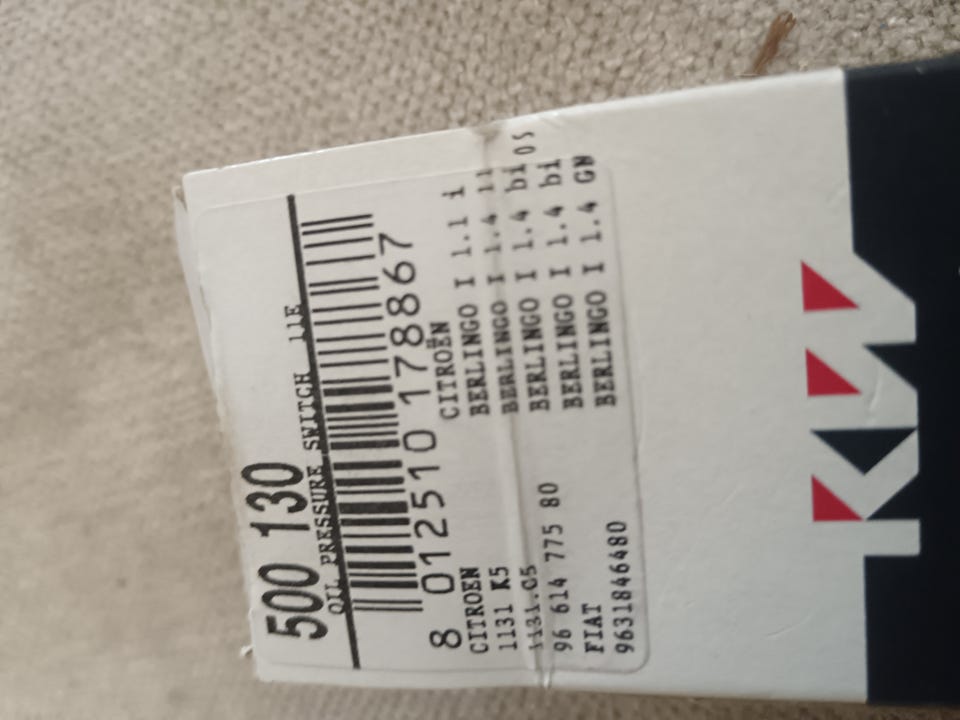 500 130
OIL PRESSURE SWITCH 11E
8 012510 178867
CITROEN
1131 K5
1131.C5
96 614 775 80
FIAT
9631846480
CITROËN
BERLINGO I 1.1 i
BERLINGO I 1.4
BERLINGO I 1.4 bi
BERLINGO I 1.4 bi
BERLINGO I 1.4 GN
KW